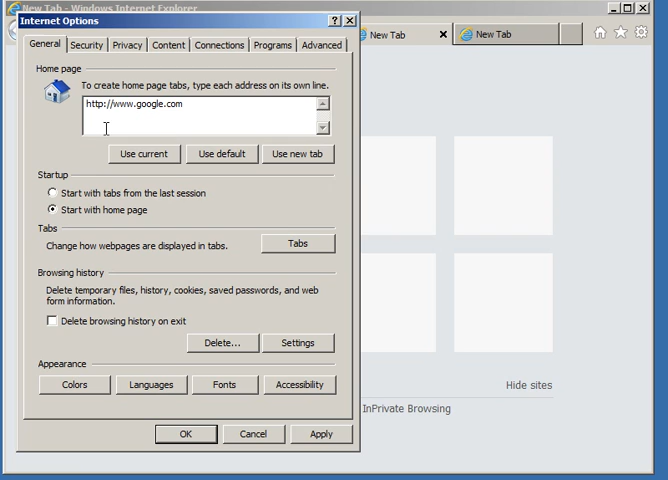 New Tab - Windows Internet Explorer
Internet Options
New Tab
New Tab
General Security Privacy Content Connections Programs Advanced
Home page
To create home page tabs, type each address on its own line.
http://www.google.com
Use current Use default Use new tab
Startup
Start with tabs from the last session
Start with home page
Tabs
Change how webpages are displayed in tabs. Tabs
Browsing history
Delete temporary files, history, cookies, saved passwords, and web
form information.
Delete browsing history on exit
Delete... Settings
Appearance
Colors Languages Fonts Accessibility
Hide sites
InPrivate Browsing
OK Cancel Apply